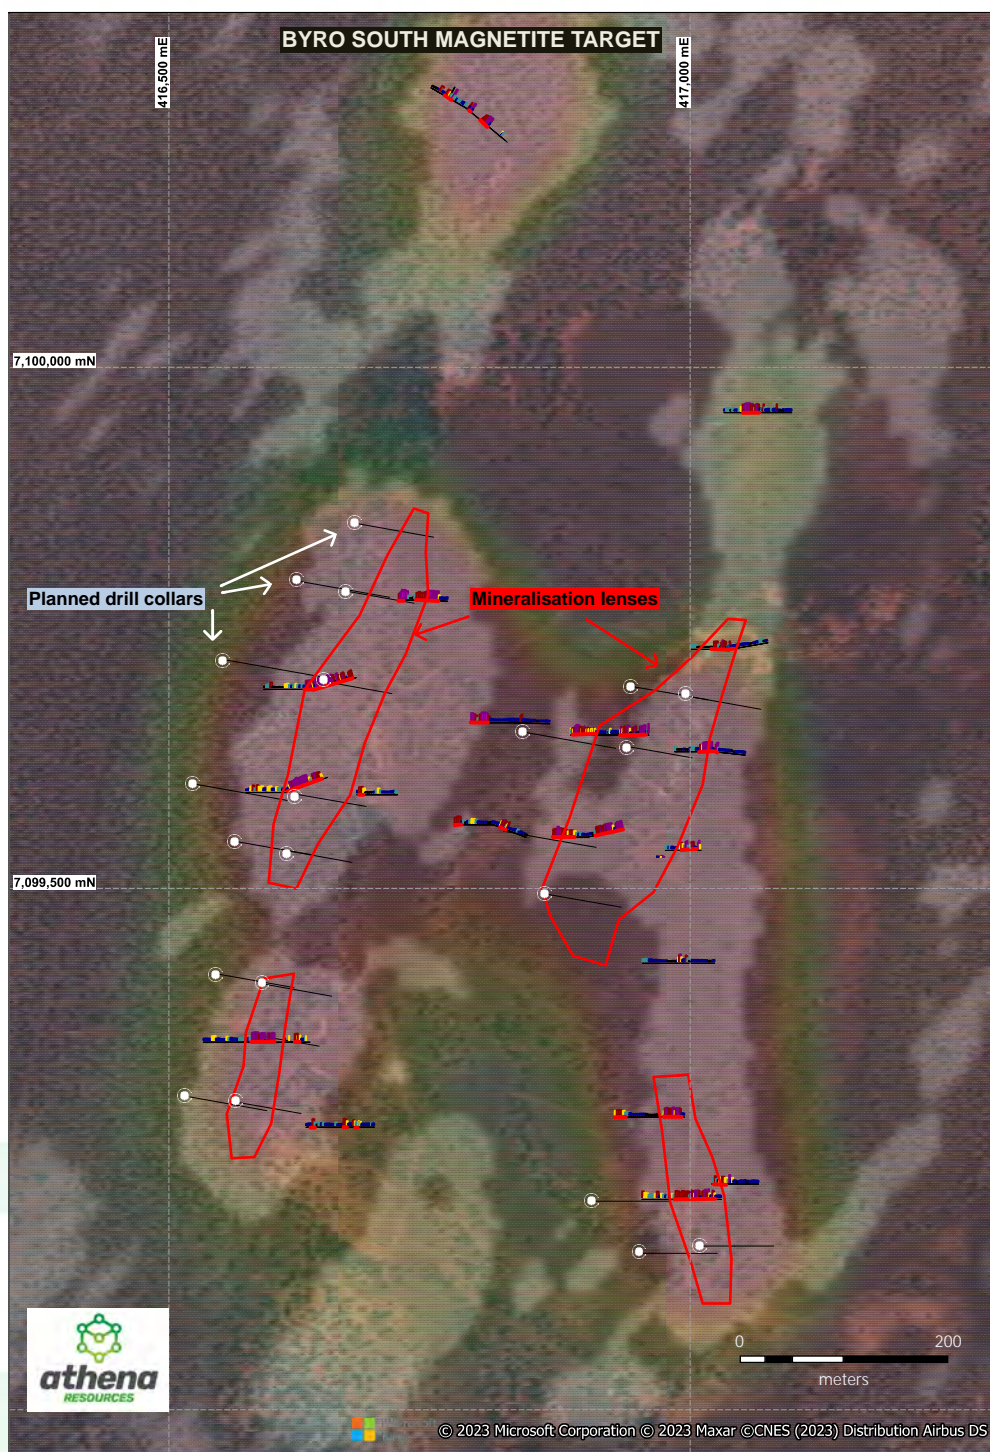 BYRO SOUTH MAGNETITE TARGET
416,500 mE
417,000 mE
7,100,000 mN
Planned drill collars
Mineralisation lenses
7,099,500 mN
athena
RESOURCES
0 200
meters
© 2023 Microsoft Corporation © 2023 Maxar ©CNES (2023) Distribution Airbus DS